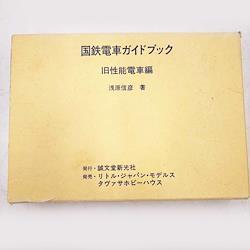 国鉄電車ガイドブック
旧性能電車編
浅原信彦 著
発行・誠文堂新光社
発売・リトル・ジャパン・モデルス
タヴァサホビーハウス